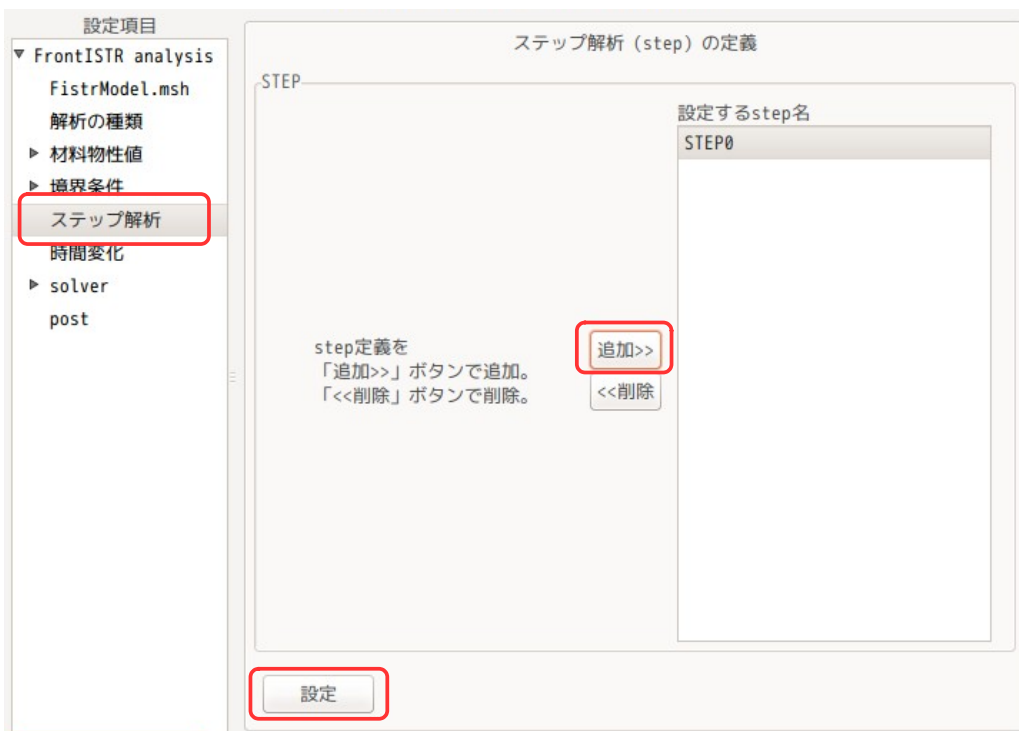 設定項目
FrontISTR analysis
FistrModel.msh
解析の種類
材料物性値
境界条件
ステップ解析
時間変化
solver
post
ステップ解析 (step) の定義
STEP
設定するstep名
STEP0
step定義を
「追加>>」ボタンで追加。
「<<削除」ボタンで削除。
追加>>
<<削除
設定